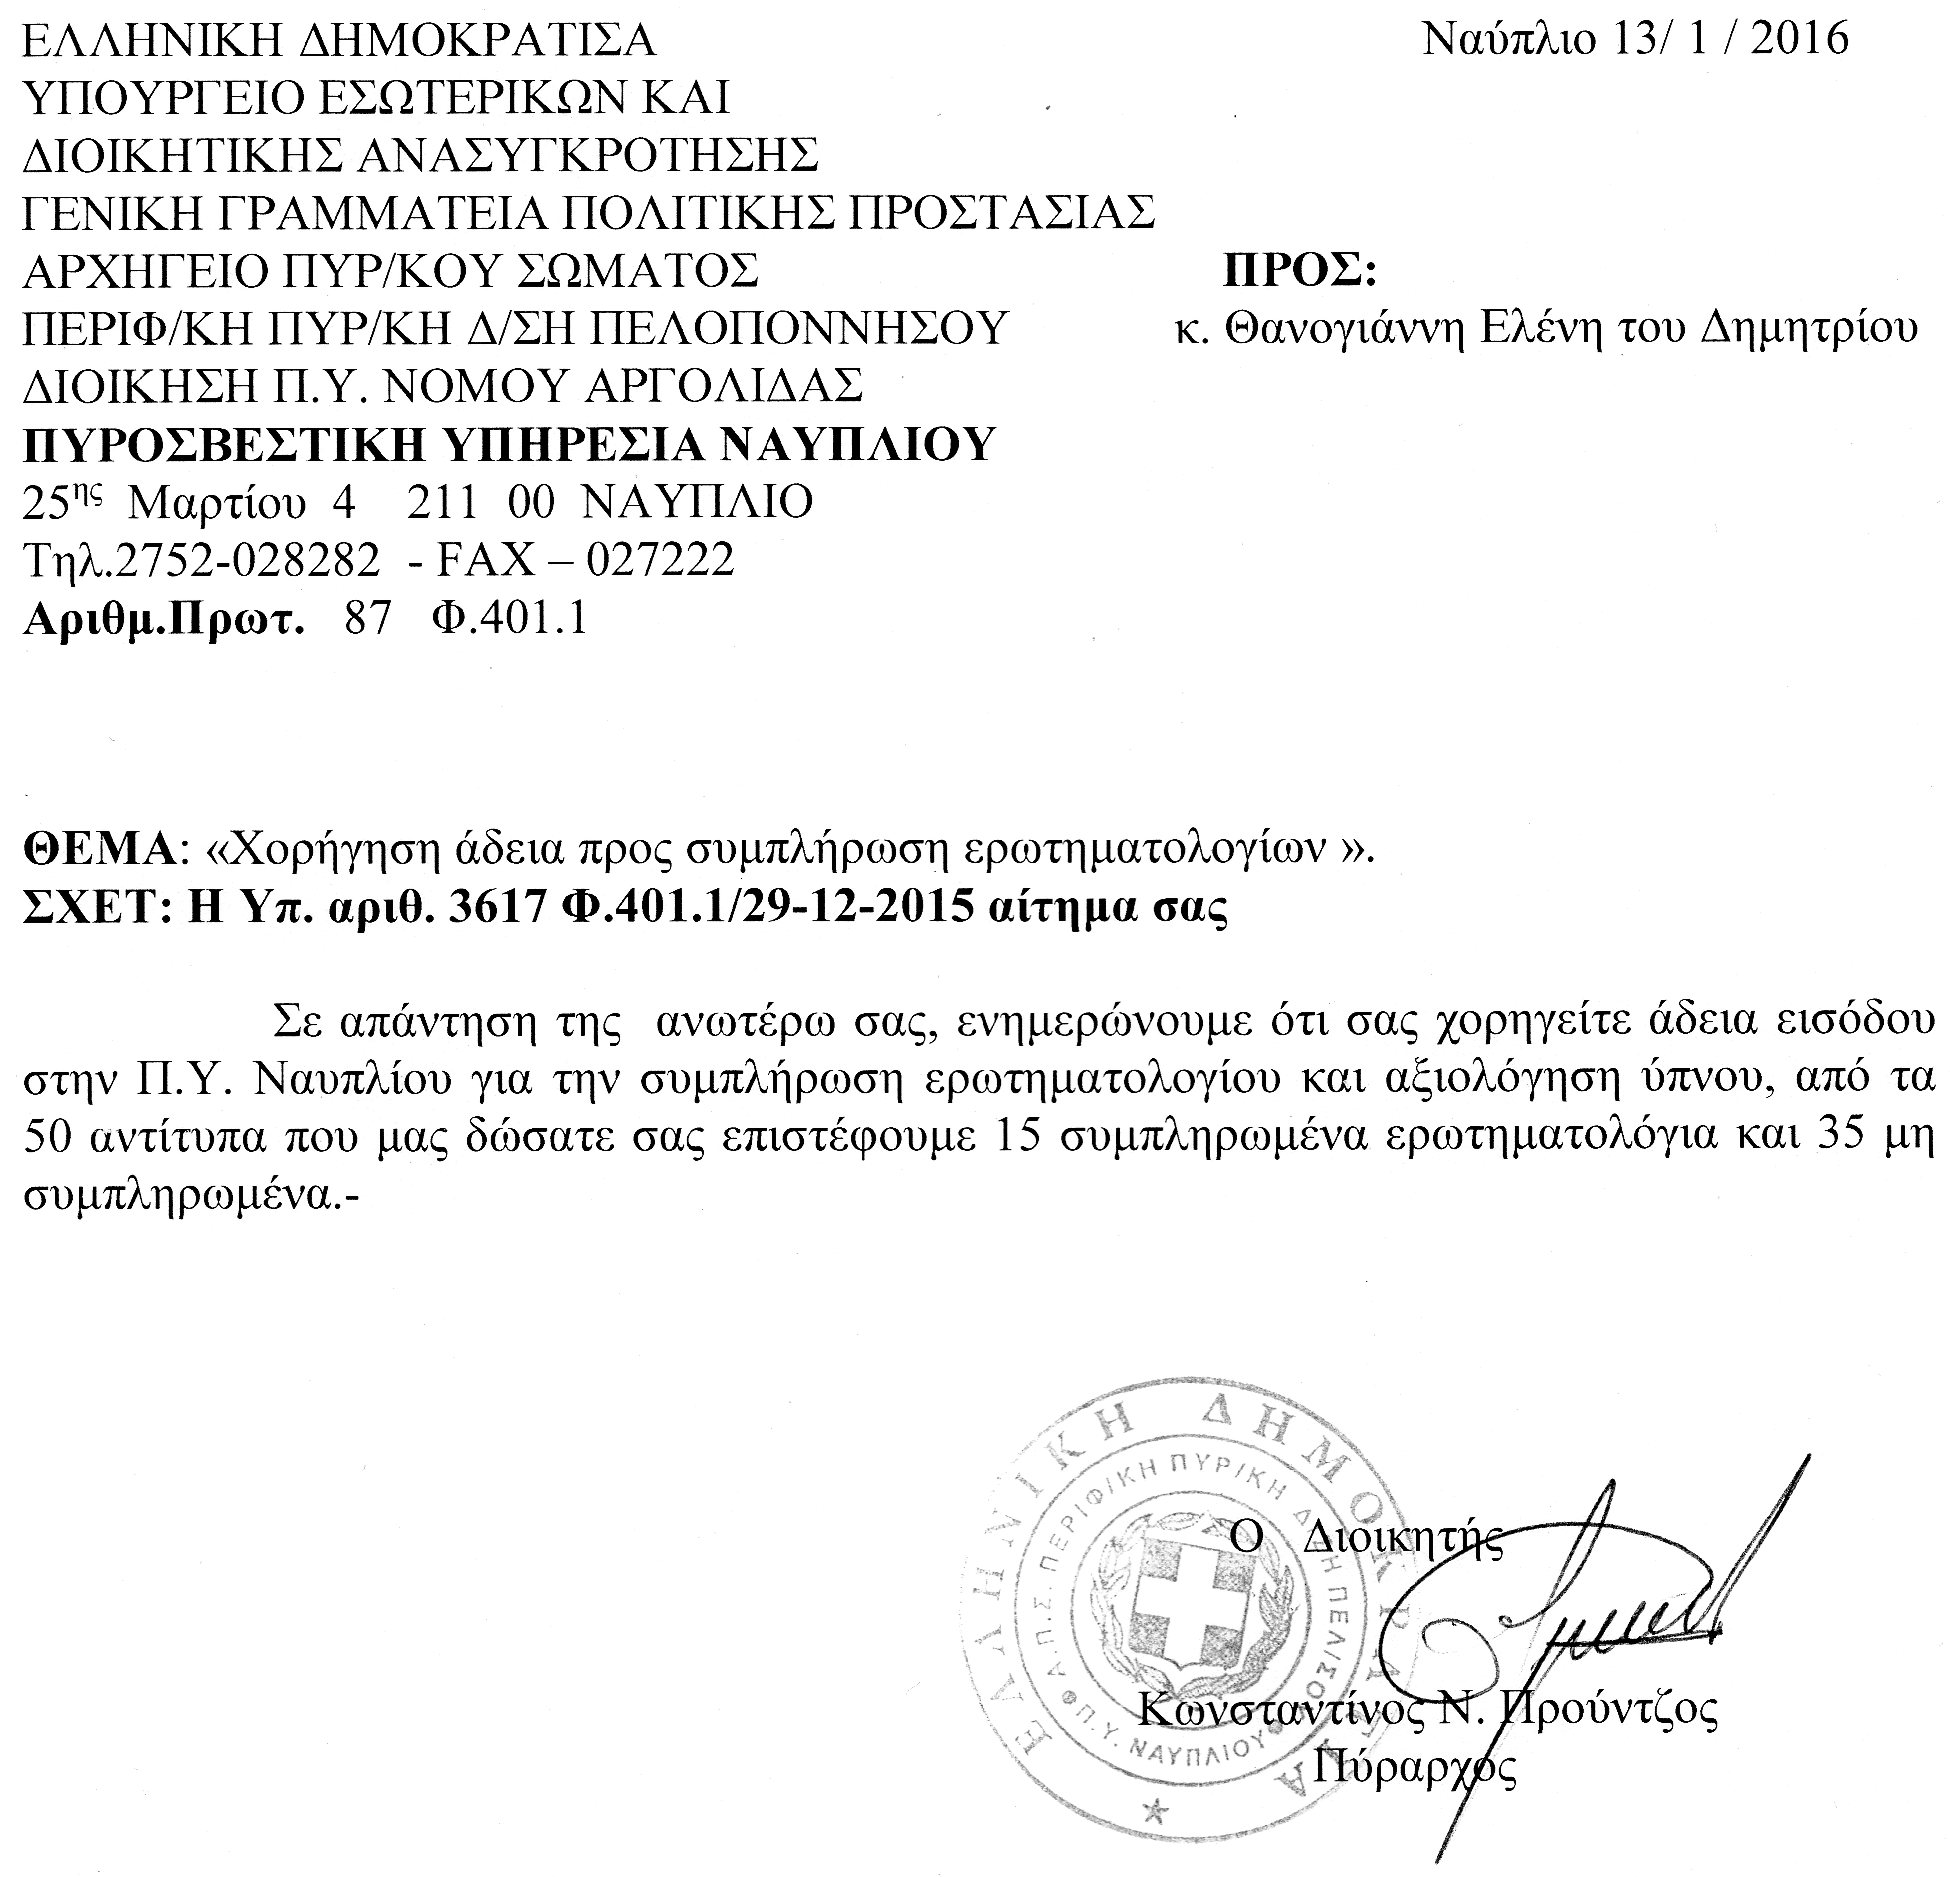 ΕΛΛΗΝΙΚΗ ΔΗΜΟΚΡΑΤΙΣΑ
Ναύπλιο 13/ 1 / 2016
ΥΠΟΥΡΓΕΙΟ ΕΣΩΤΕΡΙΚΩΝ ΚΑΙ
ΔΙΟΙΚΗΤΙΚΗΣ ΑΝΑΣΥΓΚΡΟΤΗΣΗΣ
ΓΕΝΙΚΗ ΓΡΑΜΜΑΤΕΙΑ ΠΟΛΙΤΙΚΗΣ ΠΡΟΣΤΑΣΙΑΣ
ΑΡΧΗΓΕΙΟ ΠΥΡ/ΚΟΥ ΣΩΜΑΤΟΣ
ΠΕΡΙΦ/ΚΗ ΠΥΡ/ΚΗ Δ/ΣΗ ΠΕΛΟΠΟΝΝΗΣΟΥ
ΔΙΟΙΚΗΣΗ Π.Υ. ΝΟΜΟΥ ΑΡΓΟΛΙΔΑΣ
ΠΥΡΟΣΒΕΣΤΙΚΗ ΥΠΗΡΕΣΙΑ ΝΑΥΠΛΙΟΥ
25ης Μαρτίου 4 211 00 ΝΑΥΠΛΙΟ
Τηλ.2752-028282 - FAX – 027222
Αριθμ.Πρωτ. 87 Φ.401.1
ΠΡΟΣ:
κ. Θανογιάννη Ελένη του Δημητρίου
ΘΕΜΑ: «Χορήγηση άδεια προς συμπλήρωση ερωτηματολογίων ».
ΣΧΕΤ: Η Υπ. αριθ. 3617 Φ.401.1/29-12-2015 αίτημα σας
Σε απάντηση της ανωτέρω σας, ενημερώνουμε ότι σας χορηγείτε άδεια εισόδου
στην Π.Υ. Ναυπλίου για την συμπλήρωση ερωτηματολογίου και αξιολόγηση ύπνου, από τα
50 αντίτυπα που μας δώσατε σας επιστέφουμε 15 συμπληρωμένα ερωτηματολόγια και 35 μη
συμπληρωμένα.-
Ο Διοικητής
Κωνσταντίνος Ν. Προύντζος
Πύραρχος
ΕΛΛΗΝΙΚΗ ΔΗΜΟΚΡΑΤΙΑ
Α.Π.Σ. ΠΕΡΙΦ/ΚΗ ΠΥΡ/ΚΗ
Π.Υ. ΝΑΥΠΛΙΟΥ